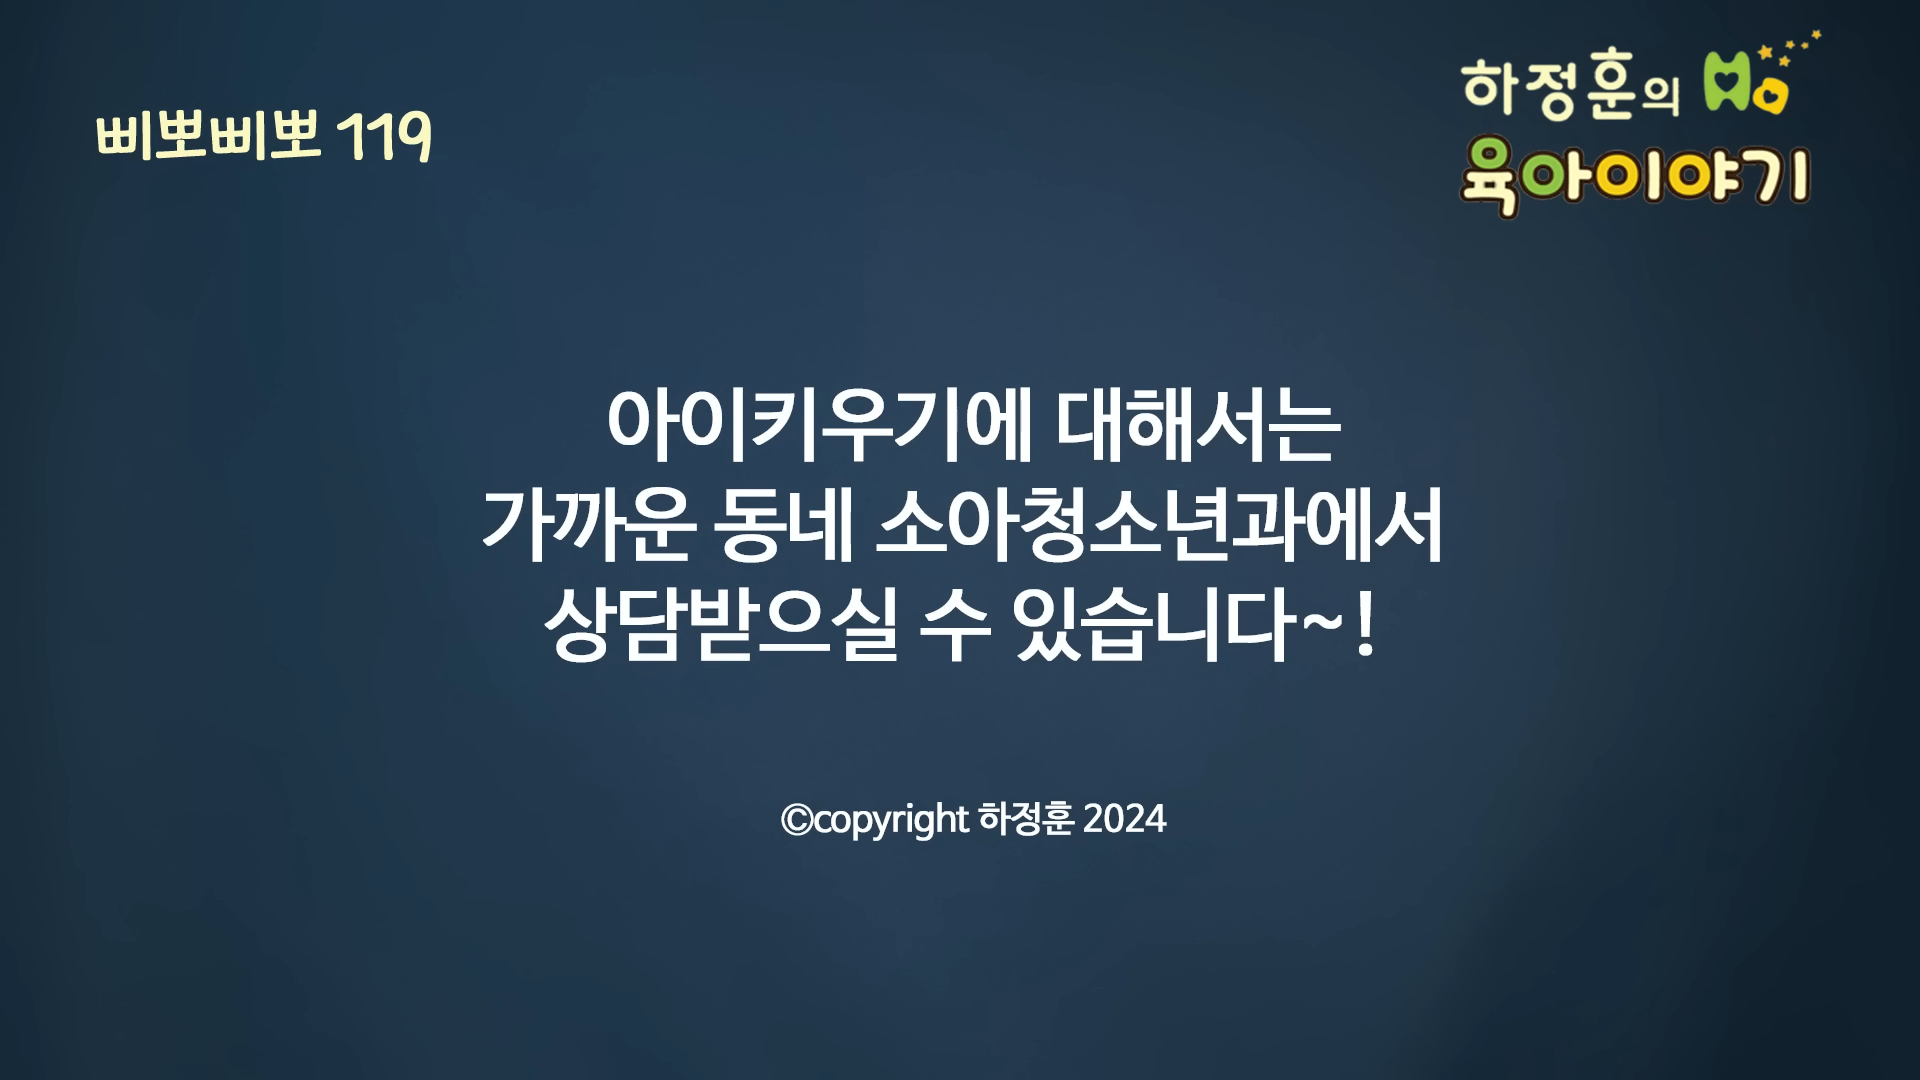 삐뽀삐뽀 119
하정훈의
육아이야기
아이키우기에 대해서는
가까운 동네 소아청소년과에서
상담받으실 수 있습니다~!
©copyright 하정훈 2024